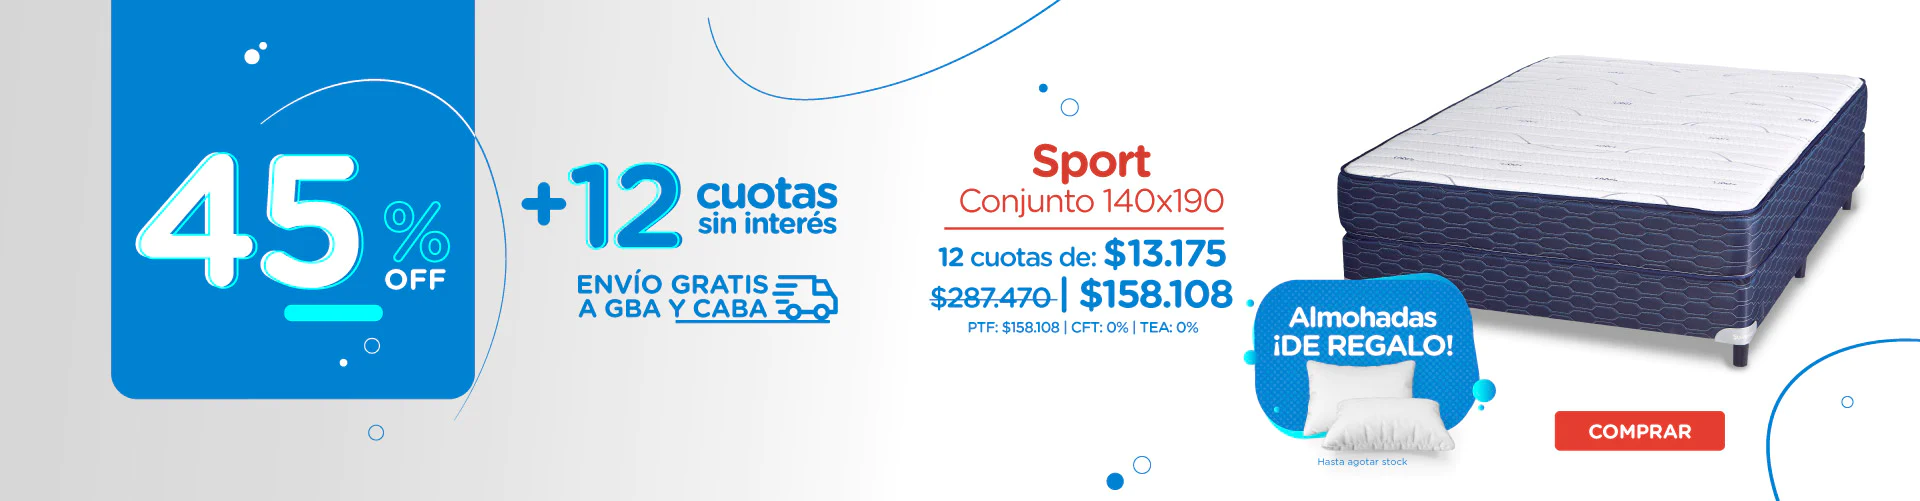 45%
OFF
+12 cuotas
sin interés
ENVÍO GRATIS
A GBA Y CABA
Sport
Conjunto 140x190
12 cuotas de: $13.175
$287.470 | $158.108
PTF: $158.108 | CFT: 0% | TEA: 0%
Almohadas
¡DE REGALO!
Hasta agotar stock
COMPRAR